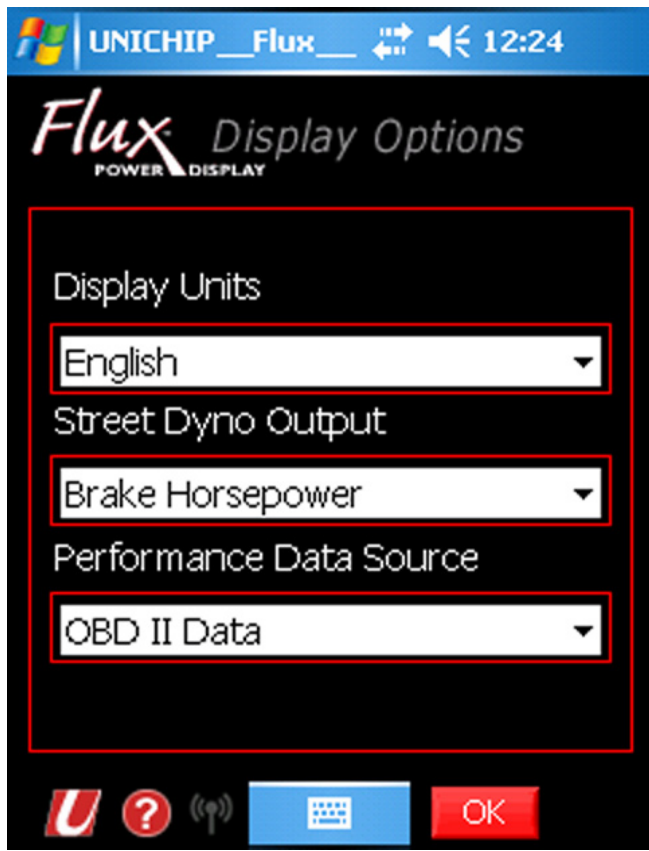 UNICHIP__Flux__ 12:24
Flux Display Options
POWER DISPLAY
Display Units
English
Street Dyno Output
Brake Horsepower
Performance Data Source
OBD II Data
U ? OK